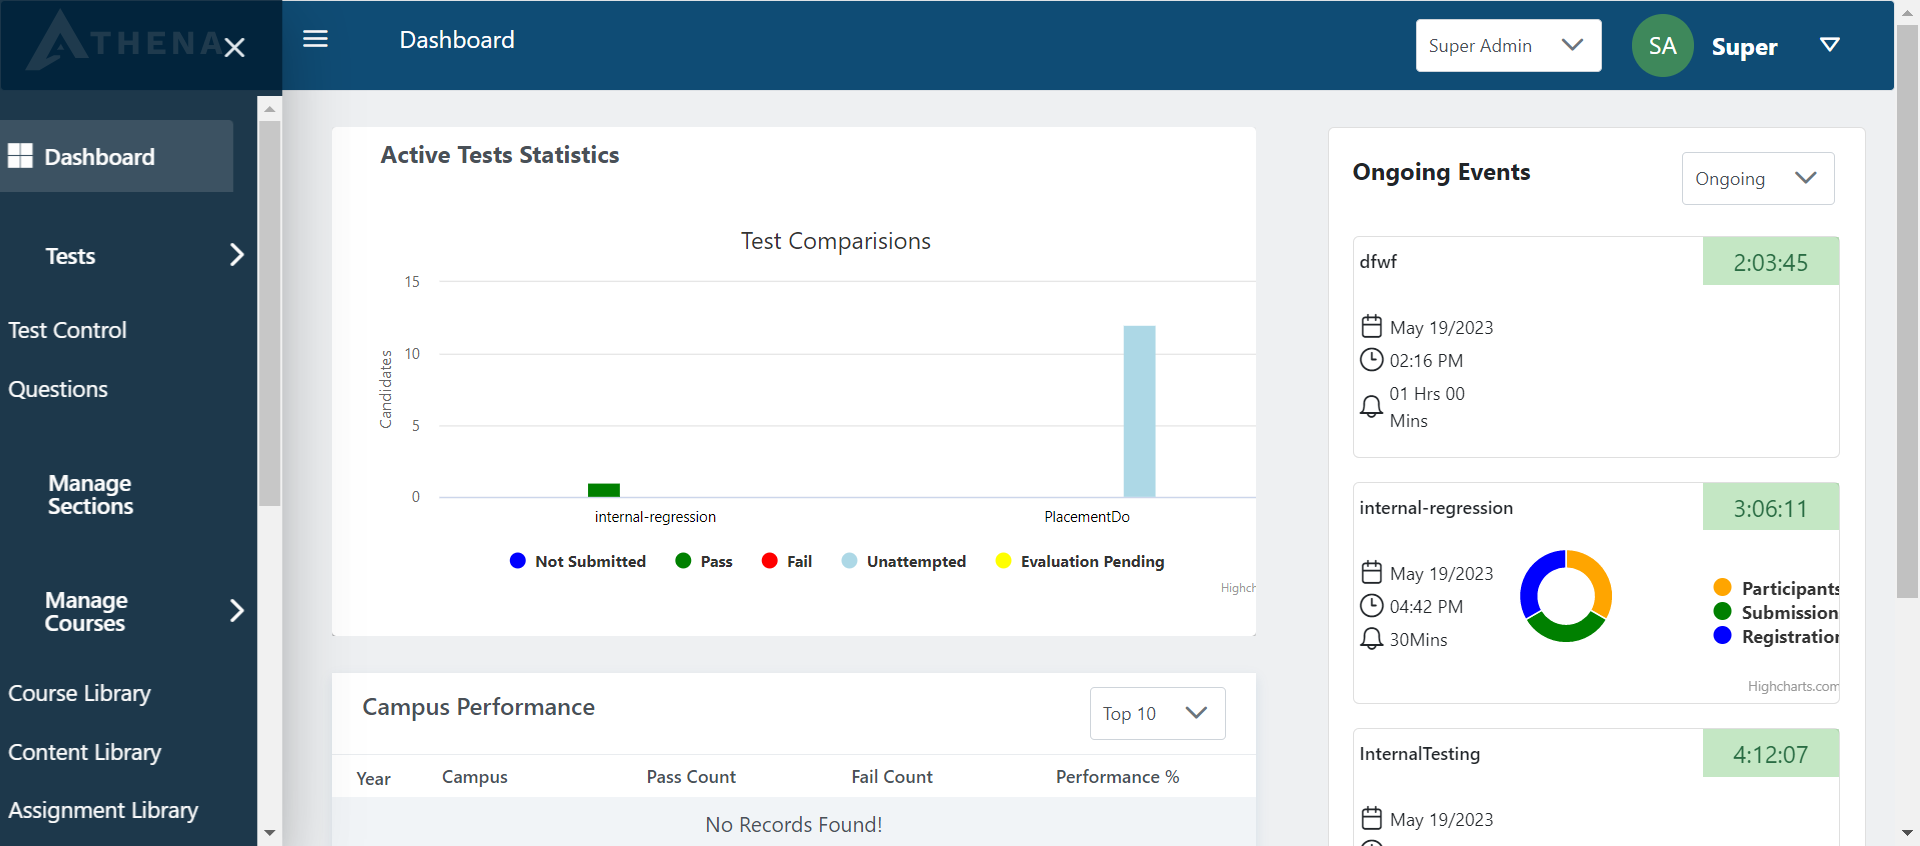 ATHENA
Dashboard
Super Admin
SA
Super
Dashboard
Tests
Test Control
Questions
Manage
Sections
Manage
Courses
Course Library
Content Library
Assignment Library
Active Tests Statistics
Test Comparisions
Candidates
15
10
5
0
internal-regression
PlacementDo
Not Submitted
Pass
Fail
Unattempted
Evaluation Pending
Highch
Campus Performance
Top 10
Year
Campus
Pass Count
Fail Count
Performance %
No Records Found!
Ongoing Events
Ongoing
dfwf
2:03:45
May 19/2023
02:16 PM
01 Hrs 00
Mins
internal-regression
3:06:11
May 19/2023
04:42 PM
30Mins
Participants
Submission
Registration
Highcharts.com
InternalTesting
4:12:07
May 19/2023